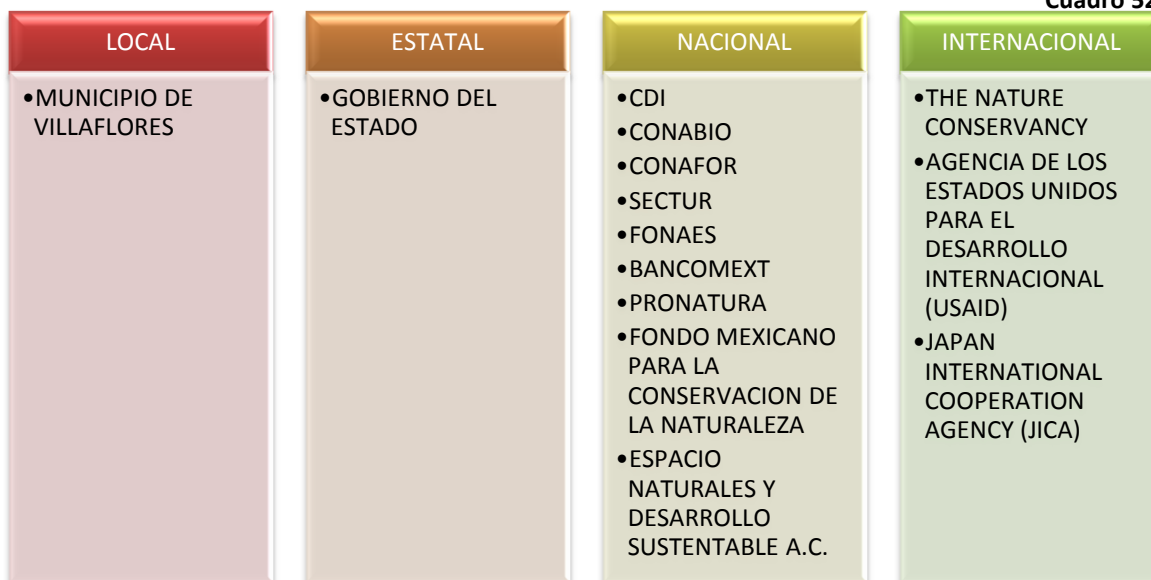 Cuadro 52
LOCAL
•MUNICIPIO DE
VILLAFLORES
ESTATAL
•GOBIERNO DEL
ESTADO
NACIONAL
•CDI
•CONABIO
•CONAFOR
•SECTUR
•FONAES
•BANCOMEXT
•PRONATURA
•FONDO MEXICANO
PARA LA
CONSERVACION DE
LA NATURALEZA
•ESPACIO
NATURALES Y
DESARROLLO
SUSTENTABLE A.C.
INTERNACIONAL
•THE NATURE
CONSERVANCY
•AGENCIA DE LOS
ESTADOS UNIDOS
PARA EL
DESARROLLO
INTERNACIONAL
(USAID)
•JAPAN
INTERNATIONAL
COOPERATION
AGENCY (JICA)